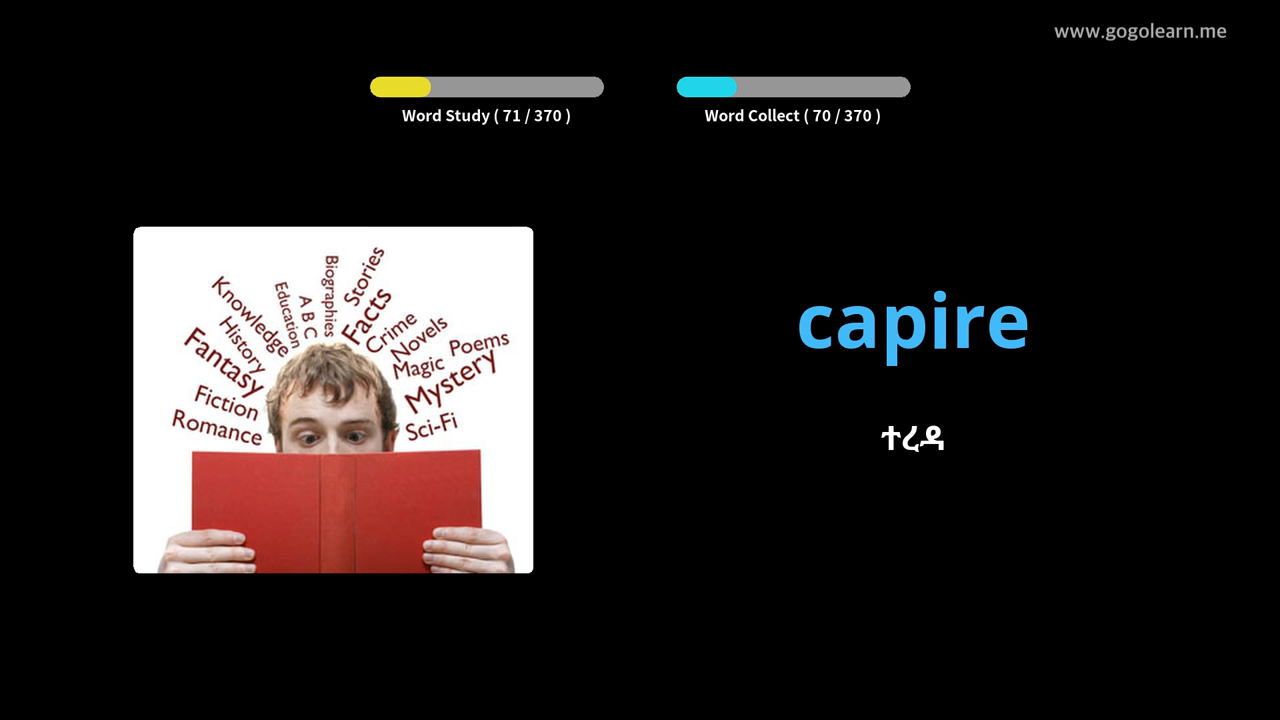 www.gogolearn.me
Word Study ( 71 / 370 )
Word Collect ( 70 / 370 )
Biographies
Stories
Education
A B C
Facts
Knowledge
Crime
History
Novels
Poems
Fantasy
Magic
Mystery
Fiction
Romance
Sci-Fi
capire
ተረዳ